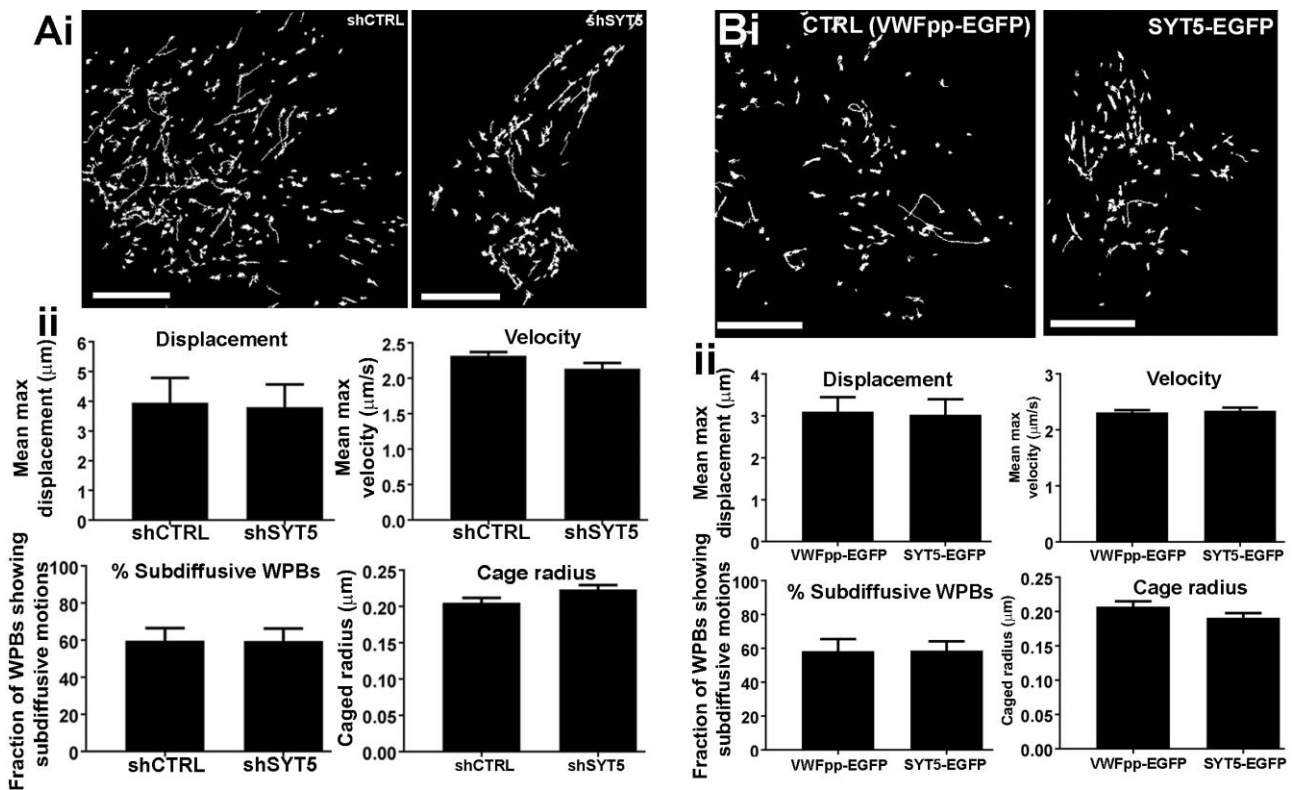 Ai
shCTRL
shSYT5
ii
Displacement
Mean max
displacement (µm)
6
5
4
3
2
1
0
shCTRL
shSYT5
Velocity
Mean max
velocity (µm/s)
2.5
2.0
1.5
1.0
0.5
0.0
shCTRL
shSYT5
% Subdiffusive WPBs
Fraction of WPBs showing
subdiffusive motions
100
80
60
40
20
0
shCTRL
shSYT5
Cage radius
Caged radius (µm)
0.25
0.20
0.15
0.10
0.05
0.00
shCTRL
shSYT5
Bi
CTRL (VWFpp-EGFP)
SYT5-EGFP
ii
Displacement
Mean max
displacement (µm)
4
3
2
1
0
VWFpp-EGFP
SYT5-EGFP
Velocity
Mean max
velocity (µm/s)
3
2
1
0
VWFpp-EGFP
SYT5-EGFP
% Subdiffusive WPBs
Fraction of WPBs showing
subdiffusive motions
100
80
60
40
20
0
VWFpp-EGFP
SYT5-EGFP
Cage radius
Caged radius (µm)
0.25
0.20
0.15
0.10
0.05
0.00
VWFpp-EGFP
SYT5-EGFP